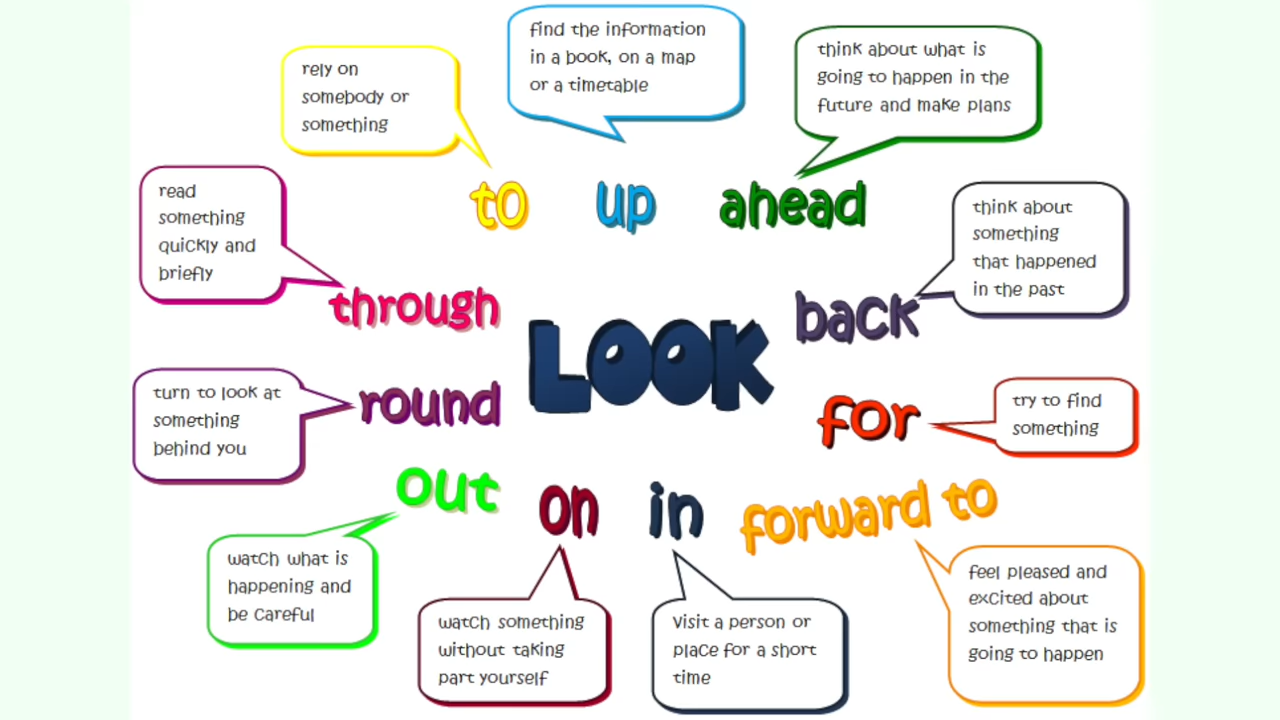 find the information
in a book, on a map
or a timetable
think about what is
going to happen in the
future and make plans
rely on
somebody or
something
to
up
ahead
read
something
quickly and
briefly
think about
something
that happened
in the past
through
LOOK
back
turn to look at
something
behind you
round
for
try to find
something
out
on
in
forward to
watch what is
happening and
be careful
watch something
without taking
part yourself
Visit a person or
place for a short
time
feel pleased and
excited about
something that is
going to happen